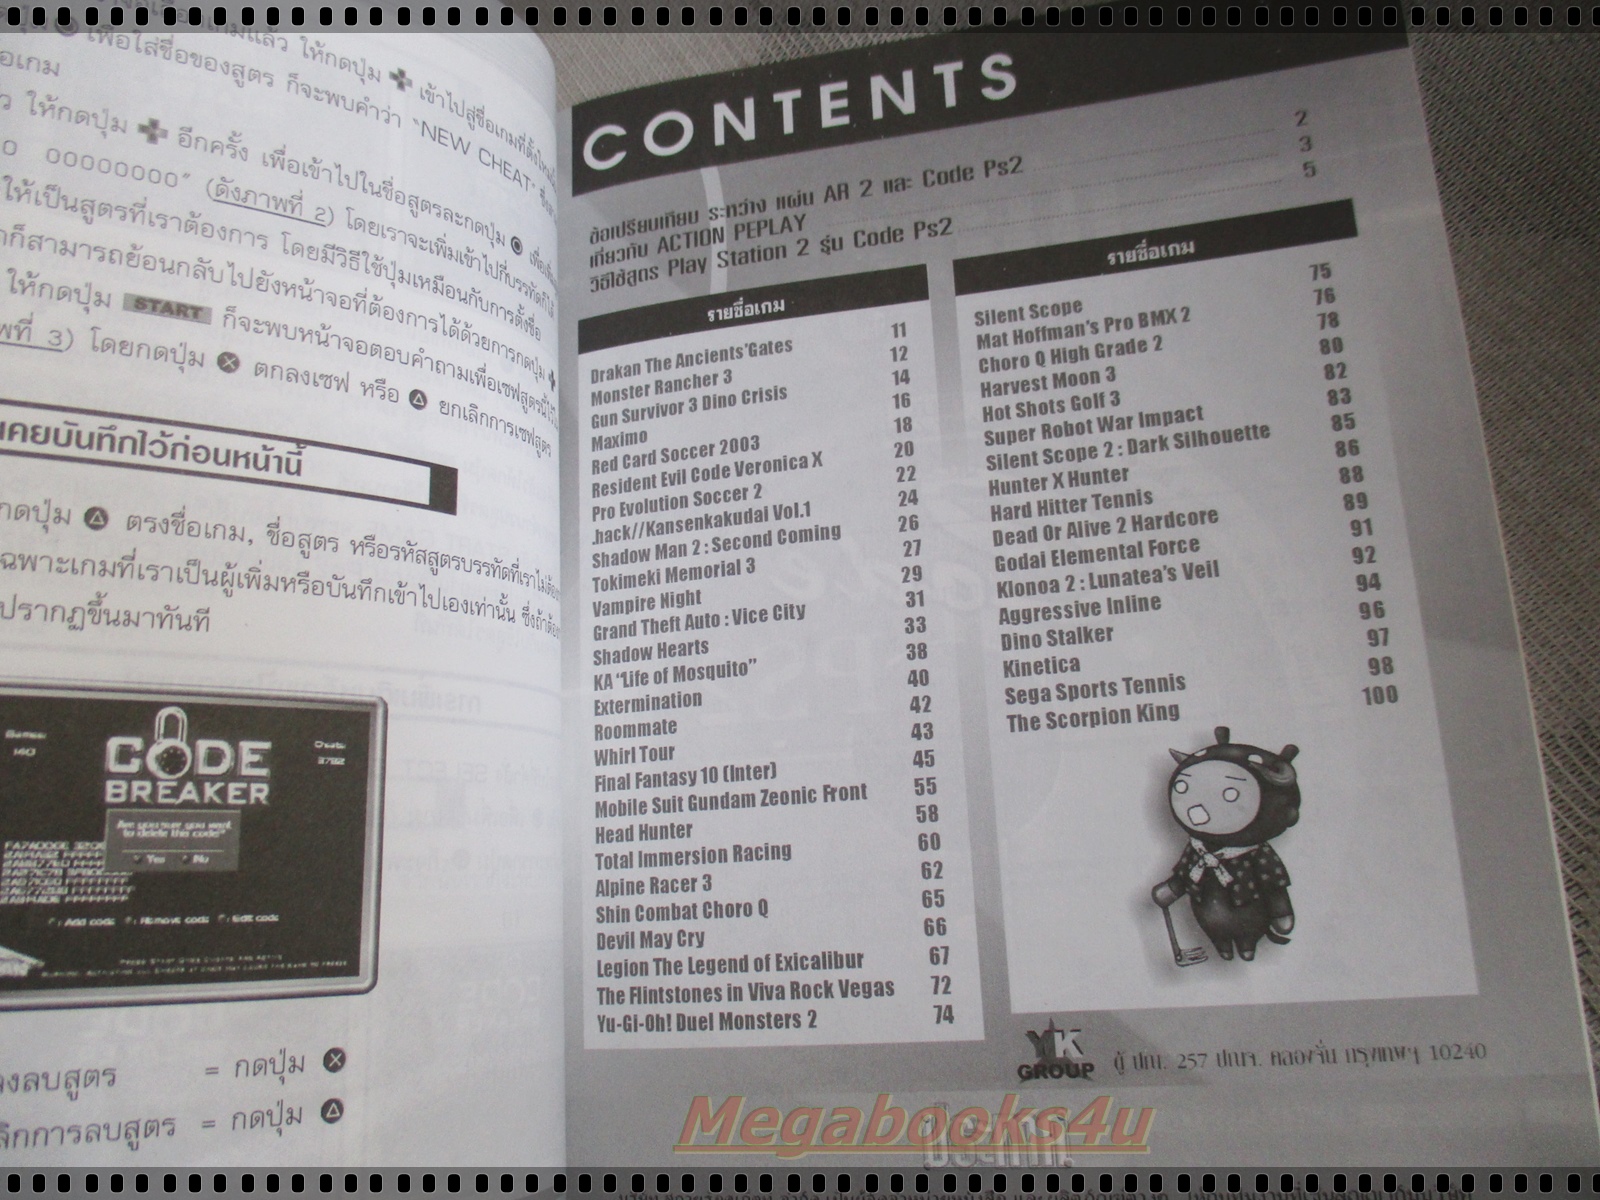 เข้าไปสู่ชื่อเกมที่ตั้งใหม่
เพื่อใส่ชื่อของสูตร ก็จะพบคำว่า "NEW CHEAT"
ให้กดปุ่ม อีกครั้ง เพื่อเข้าไปในชื่อสูตรละกดปุ่ม
00000000" (ดังภาพที่ 2) โดยเราจะเพิ่มเข้าไปกี่บรรทัดก็ได้
ให้เป็นสูตรที่เราต้องการ โดยมีวิธีใช้ปุ่มเหมือนกับการตั้งชื่อ
ก็สามารถย้อนกลับไปยังหน้าจอที่ต้องการได้ด้วยการกดปุ่ม
ให้กดปุ่ม START ก็จะพบหน้าจอตอบคำถามเพื่อเซฟสูตรนี้ไว้
พที่ 3) โดยกดปุ่ม ตกลงเซฟ หรือ ยกเลิกการเซฟสูตร
เคยบันทึกไว้ก่อนหน้านี้
กดปุ่ม ตรงชื่อเกม, ชื่อสูตร หรือรหัสสูตรบรรทัดที่เราไม่ต้อง
ฉพาะเกมที่เราเป็นผู้เพิ่มหรือบันทึกเข้าไปเองเท่านั้น ซึ่งถ้าต้อง
ปรากฏขึ้นมาทันที
CODE
BREAKER
Are you sure you want
to delete this code?
Yes No
Add code Remove code Edit code
งลบสูตร = กดปุ่ม
ลิกการลบสูตร = กดปุ่ม
CONTENTS
ข้อเปรียบเทียบ ระหว่าง แผ่น AR 2 และ Code Ps2 2
เกี่ยวกับ ACTION PEPLAY 3
วิธีใช้สูตร Play Station 2 รุ่น Code Ps2 5
รายชื่อเกม
Drakan The Ancients'Gates 11
Monster Rancher 3 12
Gun Survivor 3 Dino Crisis 14
Maximo 16
Red Card Soccer 2003 18
Resident Evil Code Veronica X 20
Pro Evolution Soccer 2 22
.hack//Kansenkakudai Vol.1 24
Shadow Man 2 : Second Coming 26
Tokimeki Memorial 3 27
Vampire Night 29
Grand Theft Auto : Vice City 31
Shadow Hearts 33
KA "Life of Mosquito" 38
Extermination 40
Roommate 42
Whirl Tour 43
Final Fantasy 10 (Inter) 45
Mobile Suit Gundam Zeonic Front 55
Head Hunter 58
Total Immersion Racing 60
Alpine Racer 3 62
Shin Combat Choro Q 65
Devil May Cry 66
Legion The Legend of Exicalibur 67
The Flintstones in Viva Rock Vegas 72
Yu-Gi-Oh! Duel Monsters 2 74
รายชื่อเกม
Silent Scope 75
Mat Hoffman's Pro BMX 2 76
Choro Q High Grade 2 78
Harvest Moon 3 80
Hot Shots Golf 3 82
Super Robot War Impact 83
Silent Scope 2 : Dark Silhouette 85
Hunter X Hunter 86
Hard Hitter Tennis 88
Dead Or Alive 2 Hardcore 89
Godai Elemental Force 91
Klonoa 2 : Lunatea's Veil 92
Aggressive Inline 94
Dino Stalker 96
Kinetica 97
Sega Sports Tennis 98
The Scorpion King 100
YK GROUP
ตู้ ปณ. 257 ปณจ. คลองจั่น กรุงเทพฯ 10240
Megabooks4u